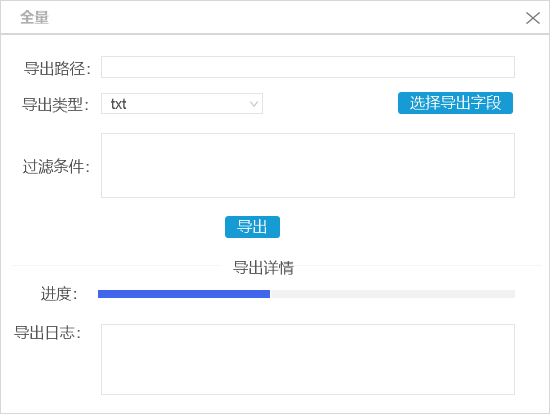 全量
导出路径：
导出类型： txt 选择导出字段
过滤条件：
导出
导出详情
进度：
导出日志：